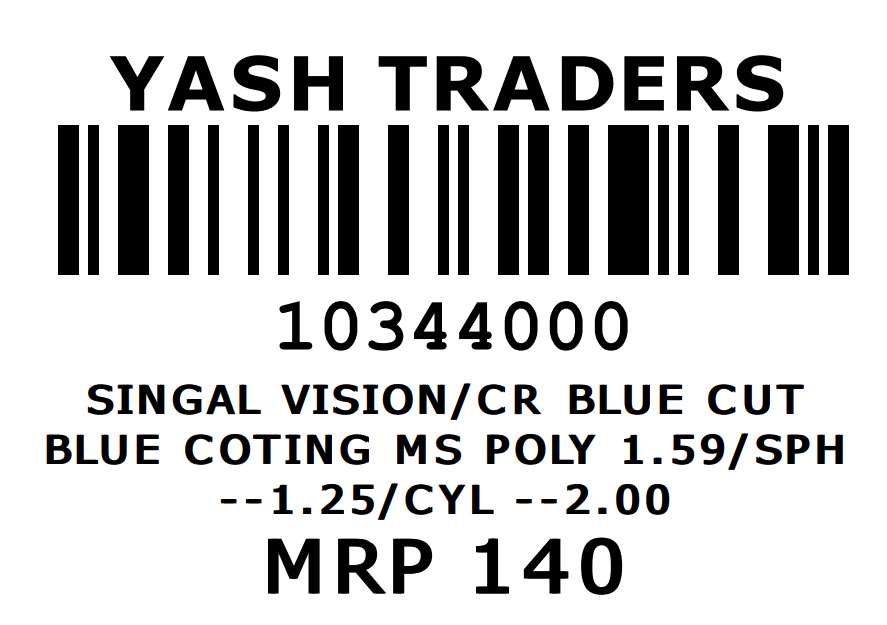 YASH TRADERS
10344000
SINGAL VISION/CR BLUE CUT
BLUE COTING MS POLY 1.59/SPH
--1.25/CYL --2.00
MRP 140